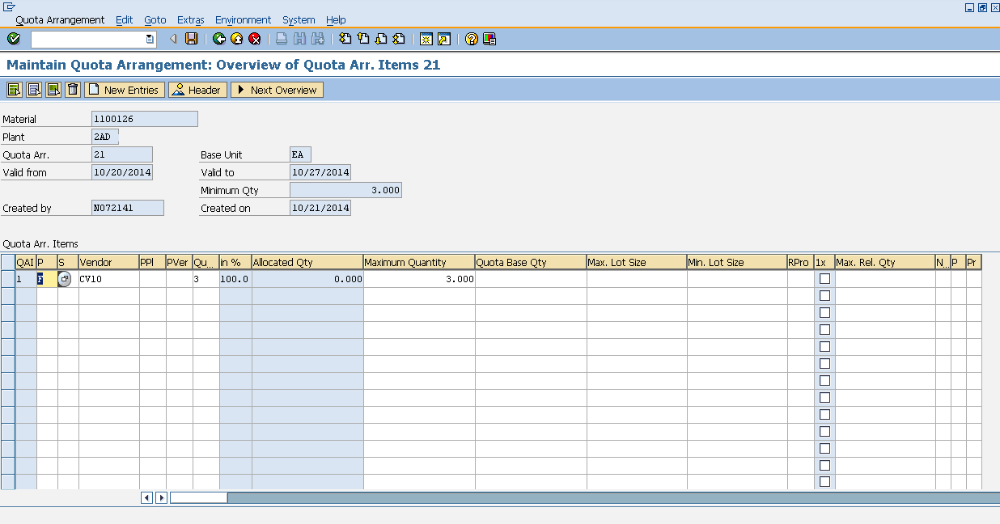 Quota Arrangement Edit Goto Extras Environment System Help
Maintain Quota Arrangement: Overview of Quota Arr. Items 21
New Entries Header Next Overview
Material 1100126
Plant 2AD
Quota Arr. 21 Base Unit EA
Valid from 10/20/2014 Valid to 10/27/2014
Minimum Qty 3.000
Created by N072141 Created on 10/21/2014
Quota Arr. Items
QAI P S Vendor PPl PVer Qu... in % Allocated Qty Maximum Quantity Quota Base Qty Max. Lot Size Min. Lot Size RPro 1x Max. Rel. Qty N... P Pr
1 F CV10 3 100.0 0.000 3.000